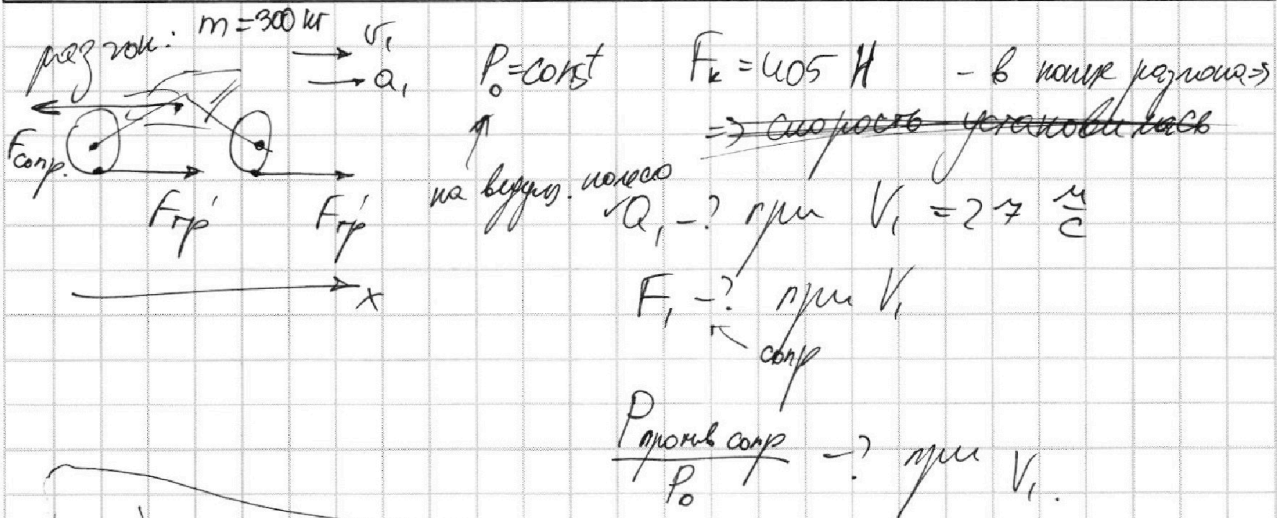 разгон: m = 300 кг
V₁
a₁
P₀ = const
Fк = 405 Н - в конце разгона ⇒
⇒ скорость установилась
Fсопр.
Fтр' Fтр'
на ведущ. колесо
a₁ - ? при V₁ = 27 м/с
x
F₁ - ? при V₁
сопр
Pпротив сопр / P₀ - ? при V₁.